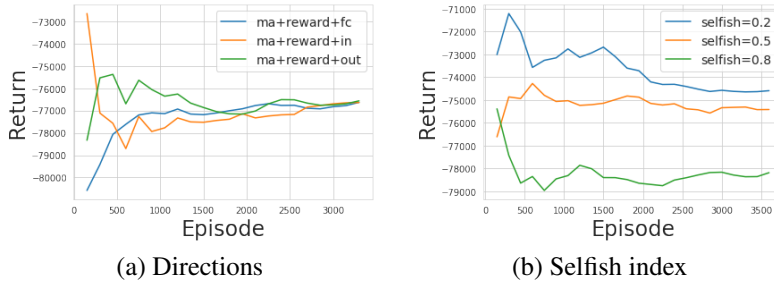 −73000
−74000
−75000
−76000
−77000
−78000
−79000
−80000
Return
0 500 1000 1500 2000 2500 3000
Episode
ma+reward+fc
ma+reward+in
ma+reward+out
(a) Directions
−71000
−72000
−73000
−74000
−75000
−76000
−77000
−78000
−79000
Return
0 500 1000 1500 2000 2500 3000 3500
Episode
selfish=0.2
selfish=0.5
selfish=0.8
(b) Selfish index